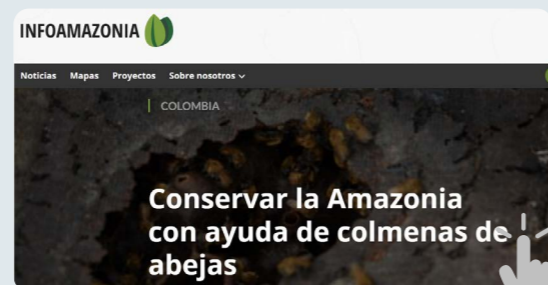 INFOAMAZONIA
Noticias Mapas Proyectos Sobre nosotros
COLOMBIA
Conservar la Amazonia
con ayuda de colmenas de
abejas